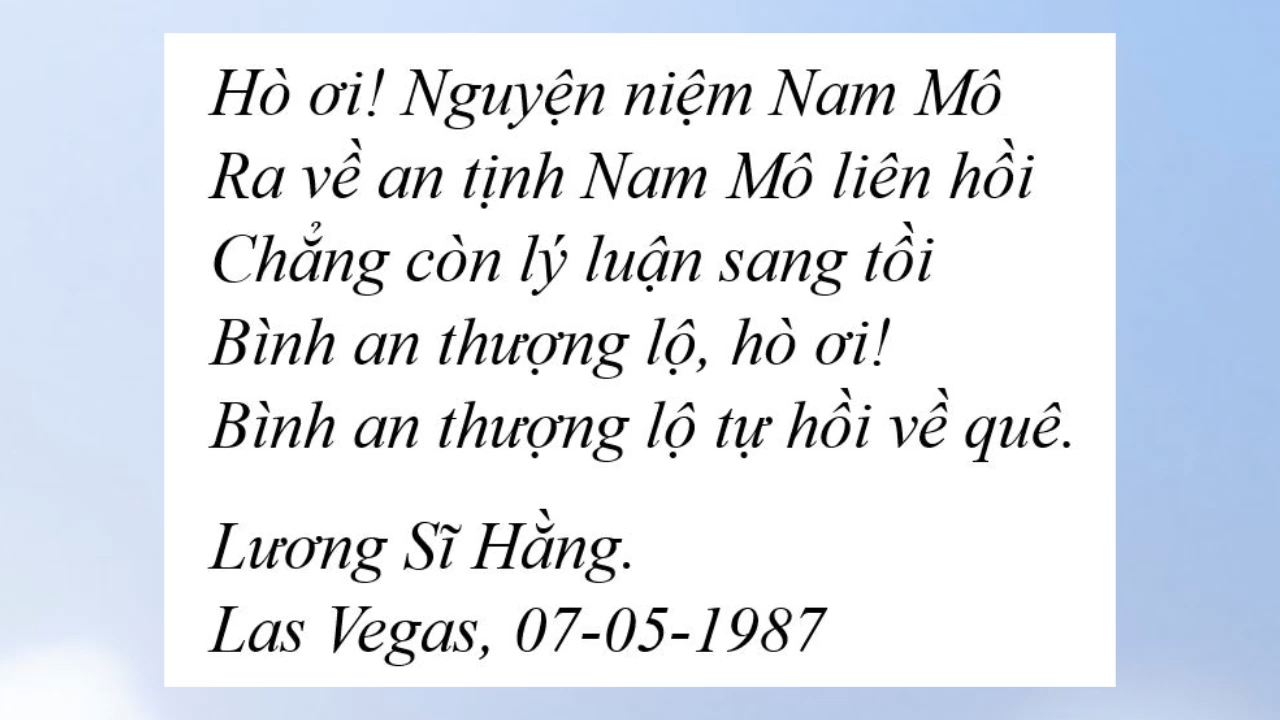 Hò ơi! Nguyện niệm Nam Mô
Ra về an tịnh Nam Mô liên hồi
Chẳng còn lý luận sang tồi
Bình an thượng lộ, hò ơi!
Bình an thượng lộ tự hồi về quê.
Lương Sĩ Hằng.
Las Vegas, 07-05-1987